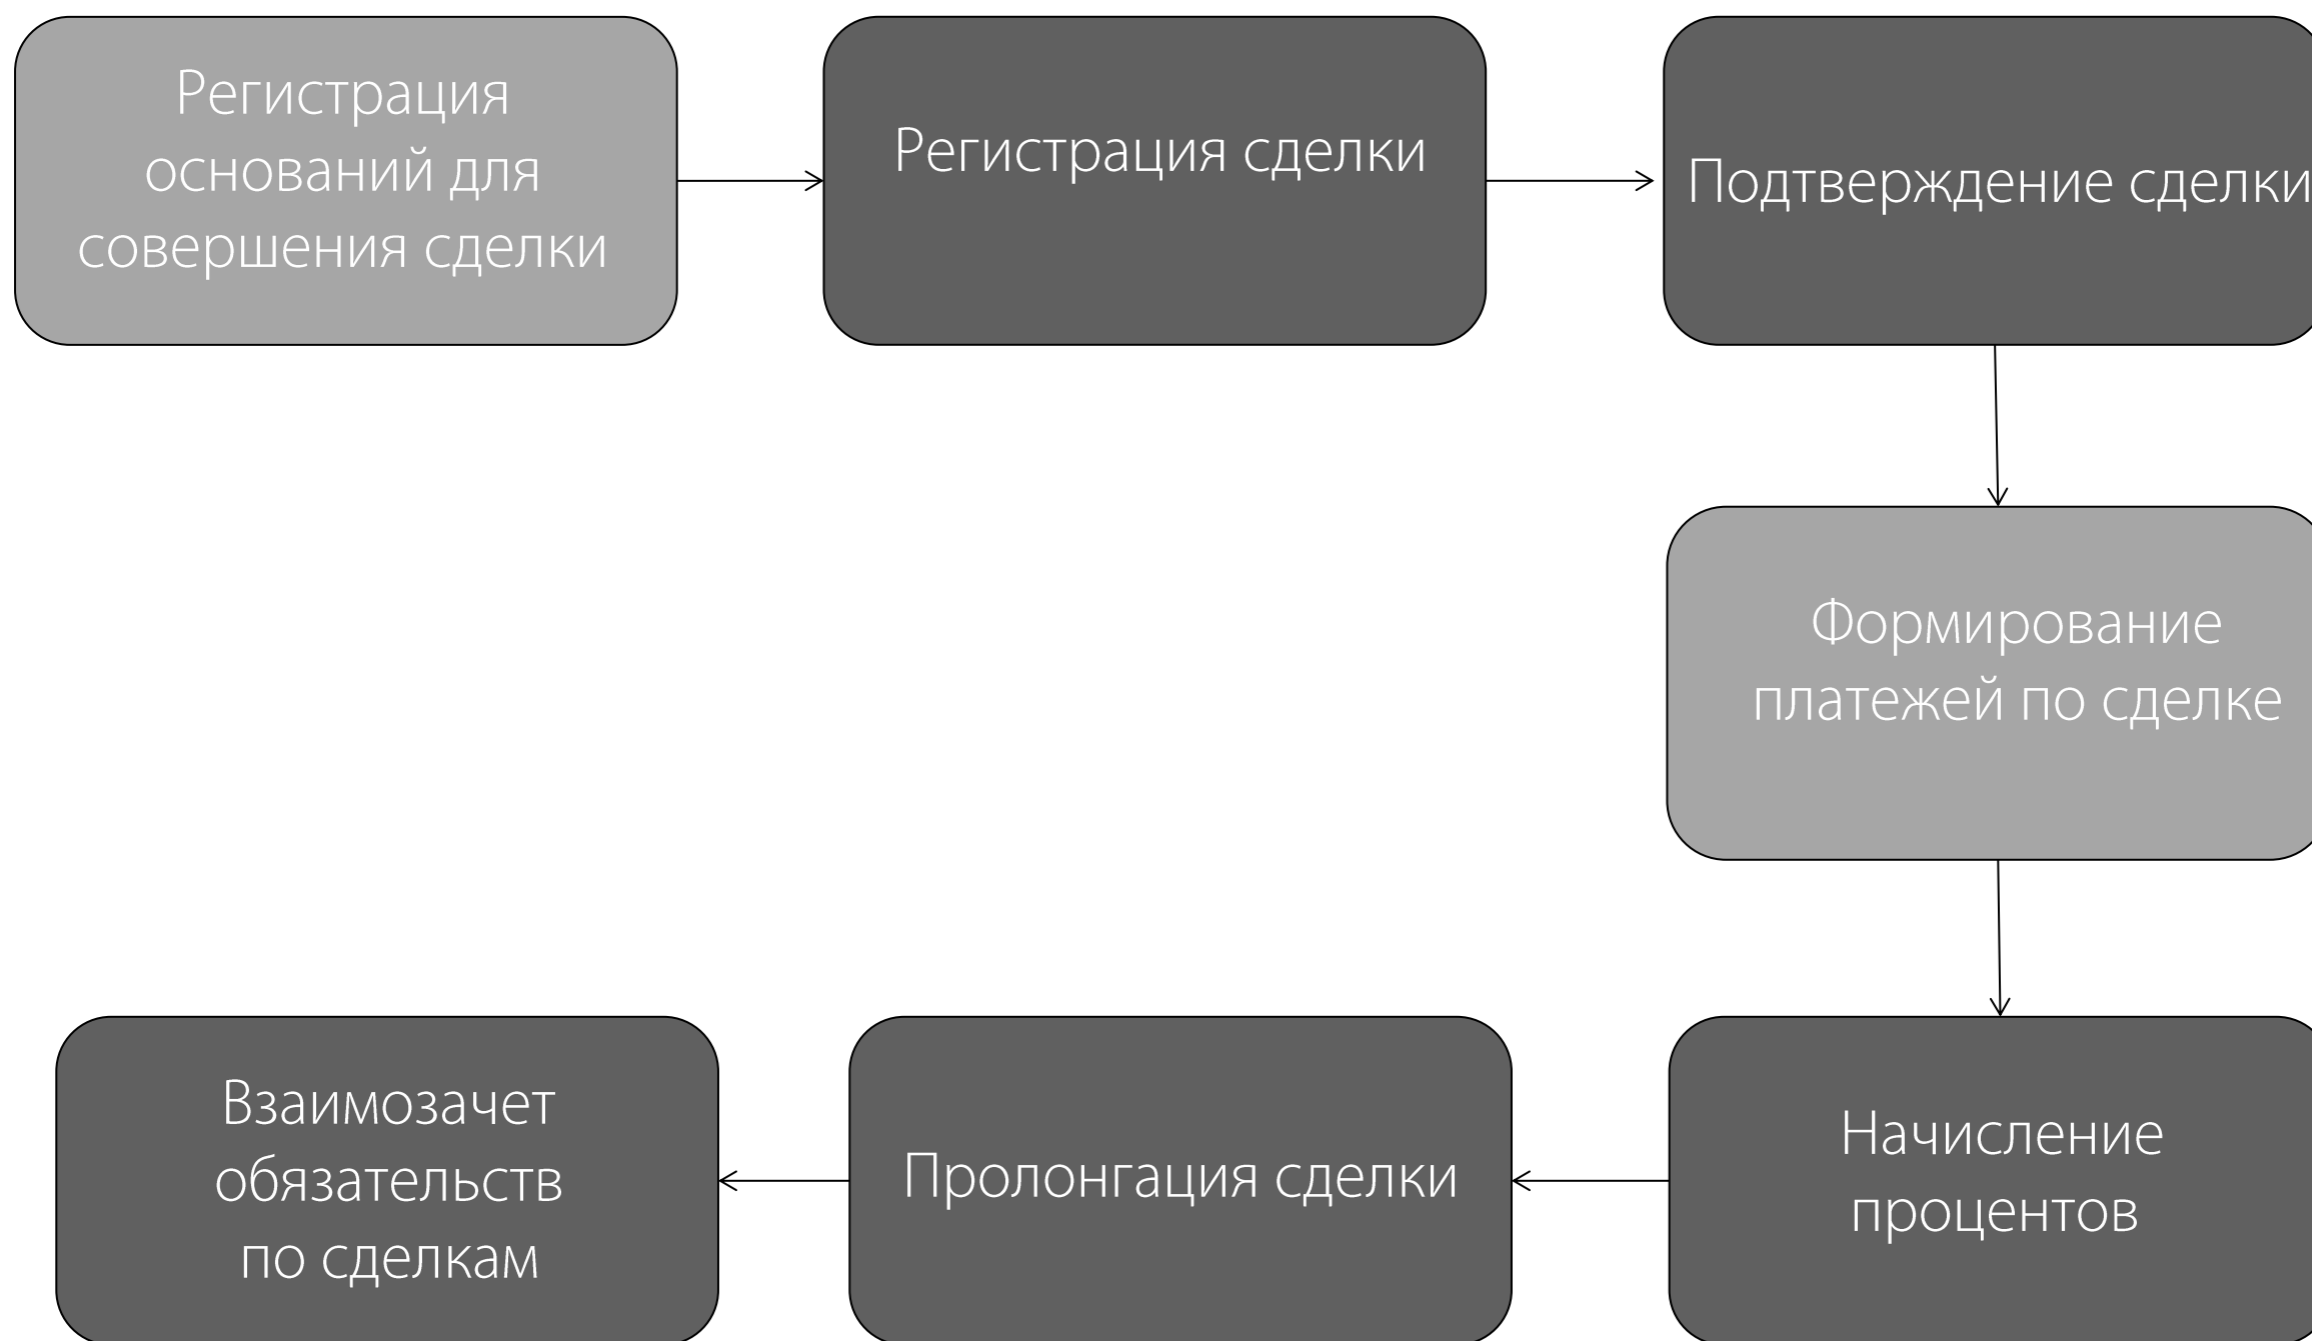 Регистрация
оснований для
совершения сделки
Регистрация сделки
Подтверждение сделки
Формирование
платежей по сделке
Начисление
процентов
Пролонгация сделки
Взаимозачет
обязательств
по сделкам